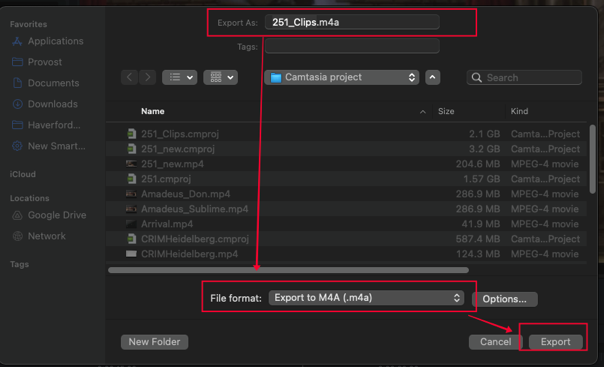 Export As: 251_Clips.m4a
Tags:
Favorites
Applications
Provost
Documents
Downloads
Haverford...
New Smart...
iCloud
Locations
Google Drive
Network
Tags
Camtasia project
Search
Name Size Kind
251_Clips.cmproj 2.1 GB Camta...Project
251_new.cmproj 3.2 GB Camta...Project
251_new.mp4 204.6 MB MPEG-4 movie
251.cmproj 1.57 GB Camta...Project
Amadeus_Don.mp4 286.9 MB MPEG-4 movie
Amadeus_Sublime.mp4 286.9 MB MPEG-4 movie
Arrival.mp4 41.9 MB MPEG-4 movie
CRIMHeidelberg.cmproj 587.4 MB Camta...Project
CRIMHeidelberg.mp4 124.3 MB MPEG-4 movie
File format: Export to M4A (.m4a) Options...
New Folder Cancel Export